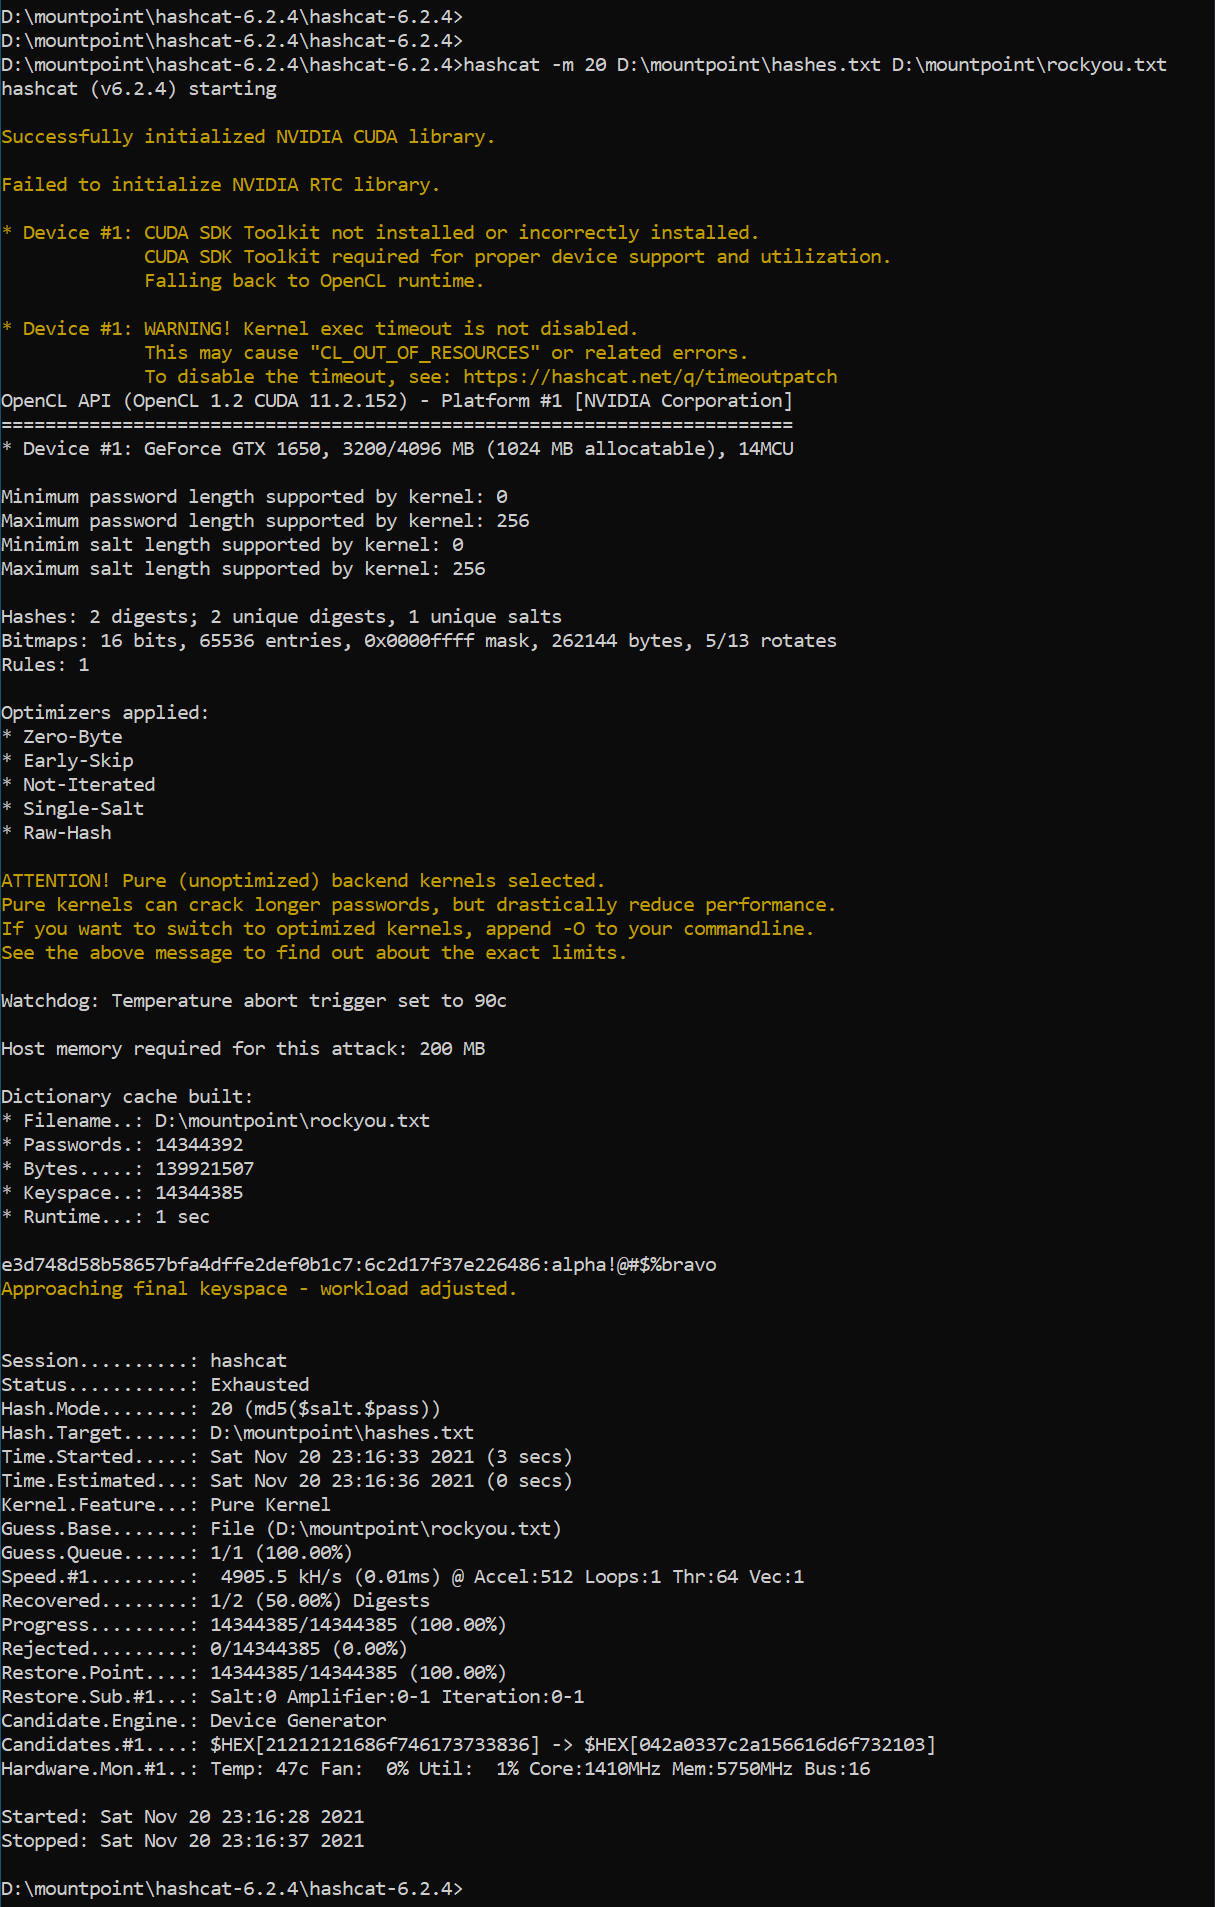 D:\mountpoint\hashcat-6.2.4\hashcat-6.2.4>
D:\mountpoint\hashcat-6.2.4\hashcat-6.2.4>
D:\mountpoint\hashcat-6.2.4\hashcat-6.2.4>hashcat -m 20 D:\mountpoint\hashes.txt D:\mountpoint\rockyou.txt
hashcat (v6.2.4) starting
Successfully initialized NVIDIA CUDA library.
Failed to initialize NVIDIA RTC library.
* Device #1: CUDA SDK Toolkit not installed or incorrectly installed.
CUDA SDK Toolkit required for proper device support and utilization.
Falling back to OpenCL runtime.
* Device #1: WARNING! Kernel exec timeout is not disabled.
This may cause "CL_OUT_OF_RESOURCES" or related errors.
To disable the timeout, see: https://hashcat.net/q/timeoutpatch
OpenCL API (OpenCL 1.2 CUDA 11.2.152) - Platform #1 [NVIDIA Corporation]
========================================================================
* Device #1: GeForce GTX 1650, 3200/4096 MB (1024 MB allocatable), 14MCU
Minimum password length supported by kernel: 0
Maximum password length supported by kernel: 256
Minimim salt length supported by kernel: 0
Maximum salt length supported by kernel: 256
Hashes: 2 digests; 2 unique digests, 1 unique salts
Bitmaps: 16 bits, 65536 entries, 0x0000ffff mask, 262144 bytes, 5/13 rotates
Rules: 1
Optimizers applied:
* Zero-Byte
* Early-Skip
* Not-Iterated
* Single-Salt
* Raw-Hash
ATTENTION! Pure (unoptimized) backend kernels selected.
Pure kernels can crack longer passwords, but drastically reduce performance.
If you want to switch to optimized kernels, append -O to your commandline.
See the above message to find out about the exact limits.
Watchdog: Temperature abort trigger set to 90c
Host memory required for this attack: 200 MB
Dictionary cache built:
* Filename..: D:\mountpoint\rockyou.txt
* Passwords.: 14344392
* Bytes.....: 139921507
* Keyspace..: 14344385
* Runtime...: 1 sec
e3d748d58b58657bfa4dffe2def0b1c7:6c2d17f37e226486:alpha!@#$%bravo
Approaching final keyspace - workload adjusted.
Session..........: hashcat
Status...........: Exhausted
Hash.Mode........: 20 (md5($salt.$pass))
Hash.Target......: D:\mountpoint\hashes.txt
Time.Started.....: Sat Nov 20 23:16:33 2021 (3 secs)
Time.Estimated...: Sat Nov 20 23:16:36 2021 (0 secs)
Kernel.Feature...: Pure Kernel
Guess.Base.......: File (D:\mountpoint\rockyou.txt)
Guess.Queue......: 1/1 (100.00%)
Speed.#1.........:  4905.5 kH/s (0.01ms) @ Accel:512 Loops:1 Thr:64 Vec:1
Recovered........: 1/2 (50.00%) Digests
Progress.........: 14344385/14344385 (100.00%)
Rejected.........: 0/14344385 (0.00%)
Restore.Point....: 14344385/14344385 (100.00%)
Restore.Sub.#1...: Salt:0 Amplifier:0-1 Iteration:0-1
Candidate.Engine.: Device Generator
Candidates.#1....: $HEX[21212121686f746173733836] -> $HEX[042a0337c2a156616d6f732103]
Hardware.Mon.#1..: Temp: 47c Fan:  0% Util:  1% Core:1410MHz Mem:5750MHz Bus:16
Started: Sat Nov 20 23:16:28 2021
Stopped: Sat Nov 20 23:16:37 2021
D:\mountpoint\hashcat-6.2.4\hashcat-6.2.4>